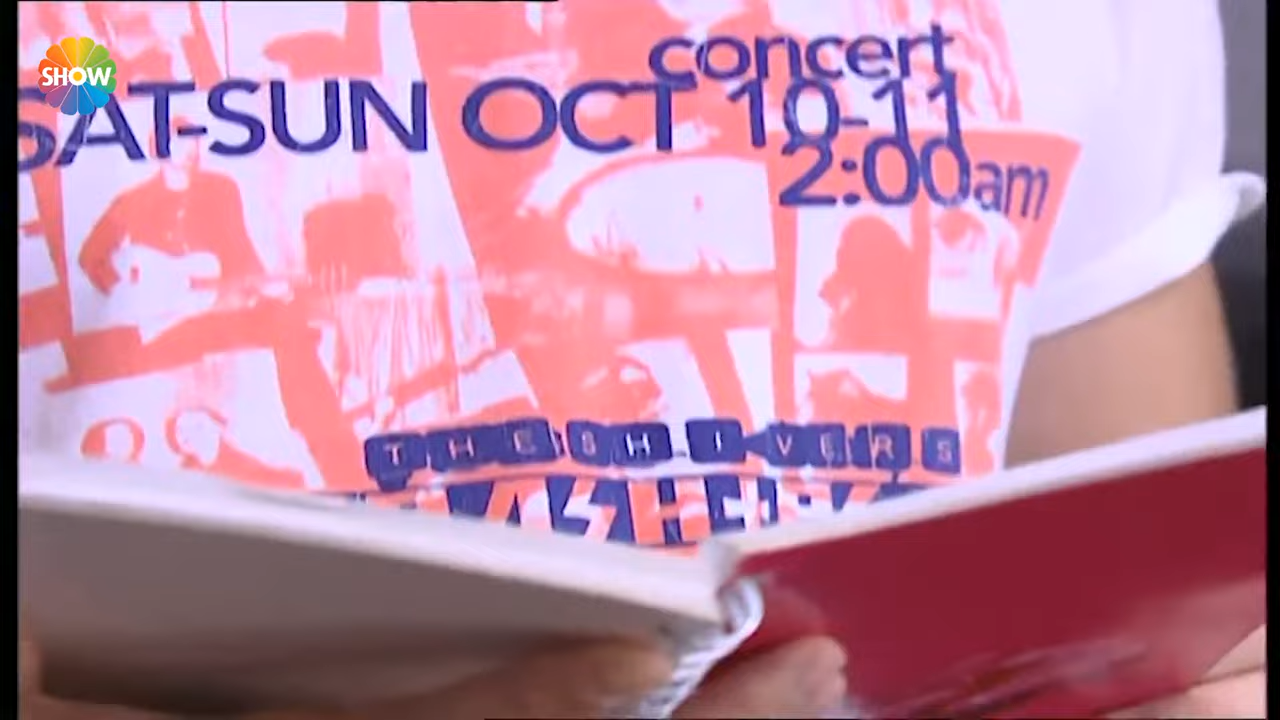 SHOW
concert
SAT-SUN OCT 10-11
2:00am
THE SHIVERS